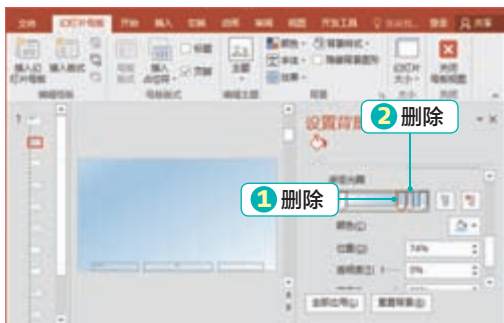 文件 幻灯片母版 开始 插入 切换 动画 审阅 视图 开发工具 登录 共享
插入幻灯片母版 插入版式 母版版式 插入占位符 标题 页脚 主题 颜色 字体 效果 背景样式 隐藏背景图形 幻灯片大小 关闭母版视图
编辑母版 母版版式 编辑主题 背景 大小 关闭
1
设置背
2 删除
渐变光圈
1 删除
颜色(C)
位置(O) 74%
透明度(T) 0%
全部应用(L) 重置背景(B)